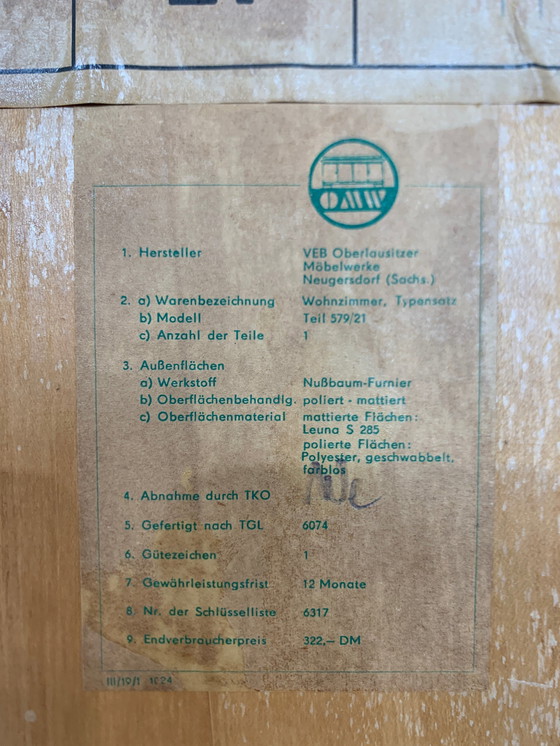 OMW
1. Hersteller VEB Oberlausitzer
Möbelwerke
Neugersdorf (Sachs.)
2. a) Warenbezeichnung Wohnzimmer, Typensatz
b) Modell Teil 579/21
c) Anzahl der Teile 1
3. Außenflächen
a) Werkstoff Nußbaum-Furnier
b) Oberflächenbehandlg. poliert - mattiert
c) Oberflächenmaterial mattierte Flächen:
Leuna S 285
polierte Flächen:
Polyester, geschwabbelt,
farblos
4. Abnahme durch TKO
5. Gefertigt nach TGL 6074
6. Gütezeichen 1
7. Gewährleistungsfrist 12 Monate
8. Nr. der Schlüsselliste 6317
9. Endverbraucherpreis 322,— DM
III/19/1